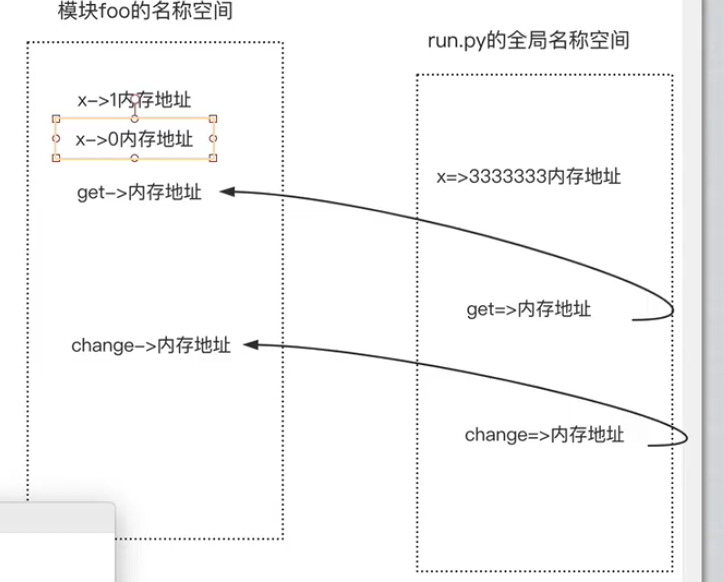 模块foo的名称空间
x->1内存地址
x->0内存地址
get->内存地址
change->内存地址
run.py的全局名称空间
x=>3333333内存地址
get=>内存地址
change=>内存地址